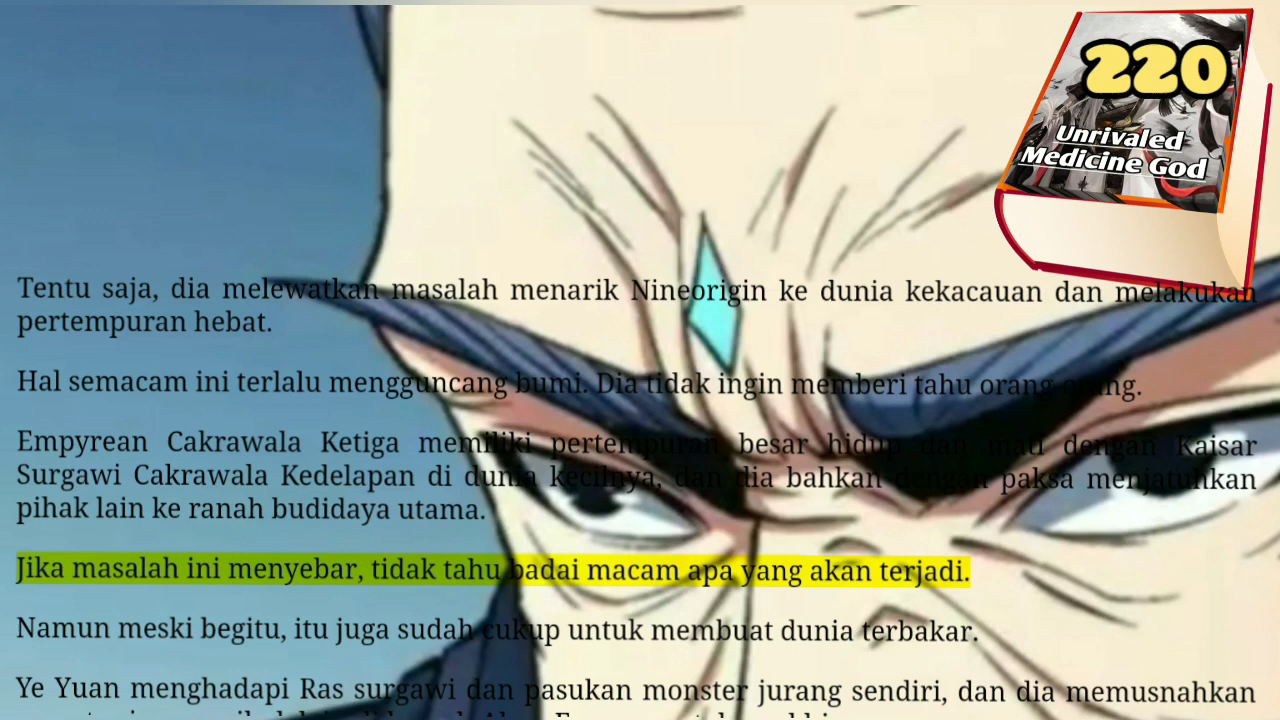 220
Unrivaled
Medicine God
Tentu saja, dia melewatkan masalah menarik Nineorigin ke dunia kekacauan dan melakukan
pertempuran hebat.
Hal semacam ini terlalu mengguncang bumi. Dia tidak ingin memberi tahu orang-orang.
Empyrean Cakrawala Ketiga memiliki pertempuran besar hidup dan mati dengan Kaisar
Surgawi Cakrawala Kedelapan di dunia kecilnya, dan dia bahkan dengan paksa menjatuhkan
pihak lain ke ranah budidaya utama.
Jika masalah ini menyebar, tidak tahu badai macam apa yang akan terjadi.
Namun meski begitu, itu juga sudah cukup untuk membuat dunia terbakar.
Ye Yuan menghadapi Ras surgawi dan pasukan monster jurang sendiri, dan dia memusnahkan